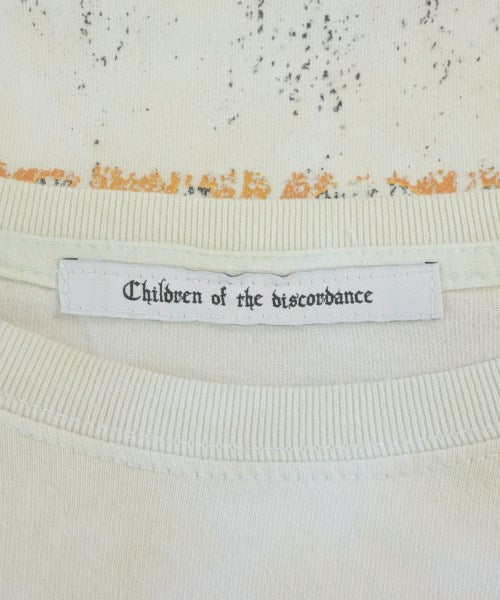 Children of the discordance